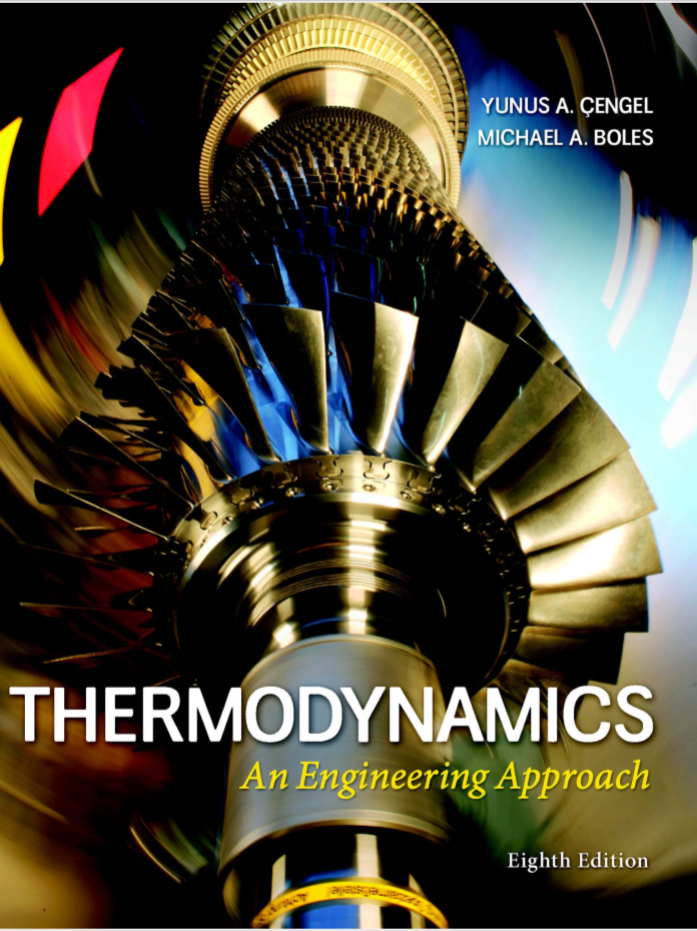 YUNUS A. ÇENGEL
MICHAEL A. BOLES
THERMODYNAMICS
An Engineering Approach
Eighth Edition